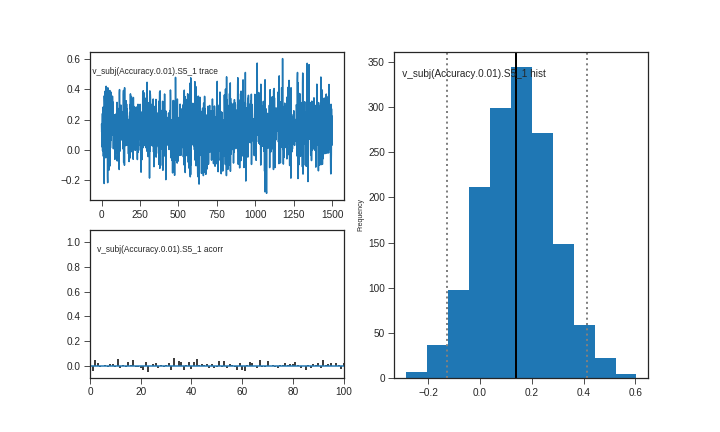 0.6
0.4
0.2
0.0
−0.2
v_subj(Accuracy.0.01).S5_1 trace
0 250 500 750 1000 1250 1500
1.0
0.8
0.6
0.4
0.2
0.0
v_subj(Accuracy.0.01).S5_1 acorr
0 20 40 60 80 100
350
300
250
200
150
100
50
0
Frequency
v_subj(Accuracy.0.01).S5_1 hist
−0.2 0.0 0.2 0.4 0.6